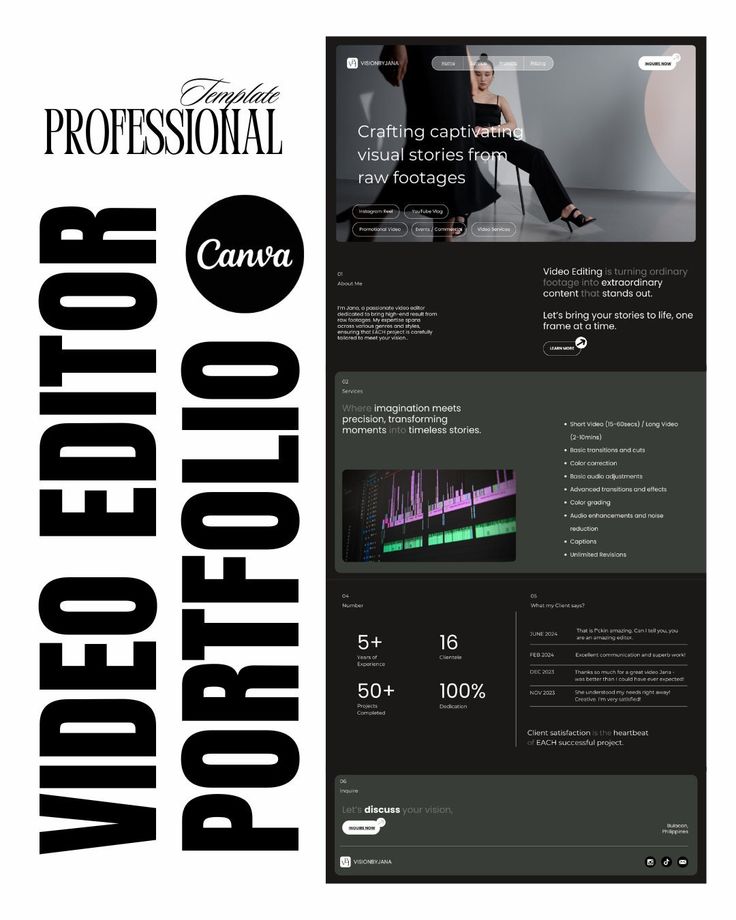 Template
PROFESSIONAL
VIDEO EDITOR
PORTFOLIO
Canva
VISIONBYJANA
Home
Service
Projects
Pricing
INQUIRE NOW
Crafting captivating
visual stories from
raw footages
Instagram Reel
YouTube Vlog
Promotional Video
Events / Commercial
Video Services
01
About Me
I'm Jana, a passionate video editor
dedicated to bring high-end result from
raw footages. My expertise spans
across various genres and styles,
ensuring that EACH project is carefully
tailored to meet your vision..
Video Editing is turning ordinary
footage into extraordinary
content that stands out.
Let's bring your stories to life, one
frame at a time.
LEARN MORE
02
Services
Where imagination meets
precision, transforming
moments into timeless stories.
• Short Video (15-60secs) / Long Video
(2-10mins)
• Basic transitions and cuts
• Color correction
• Basic audio adjustments
• Advanced transitions and effects
• Color grading
• Audio enhancements and noise
reduction
• Captions
• Unlimited Revisions
04
Number
5+
Years of
Experience
16
Clientele
50+
Projects
Completed
100%
Dedication
05
What my Client says?
JUNE 2024
That is f*ckin amazing. Can I tell you, you
are an amazing editor.
FEB 2024
Excellent communication and superb work!
DEC 2023
Thanks so much for a great video Jana -
was better than I could have ever expected!
NOV 2023
She understood my needs right away!
Creative. I'm very satisfied!
Client satisfaction is the heartbeat
of EACH successful project.
06
Inquire
Let's discuss your vision,
INQUIRE NOW
Bulacan,
Philippines
VISIONBYJANA